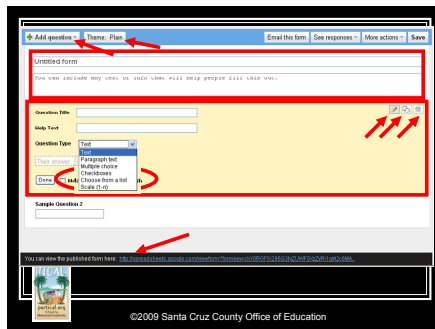 Add question
Theme: Plain
Email this form
See responses
More actions
Save
Untitled form
You can include any text or info that will help people fill this out.
Question Title
Help Text
Question Type
Text
Text
Paragraph text
Multiple choice
Checkboxes
Choose from a list
Scale (1-n)
Their answer
Done
Sample Question 2
You can view the published form here:
TICAL
portical.org
©2009 Santa Cruz County Office of Education